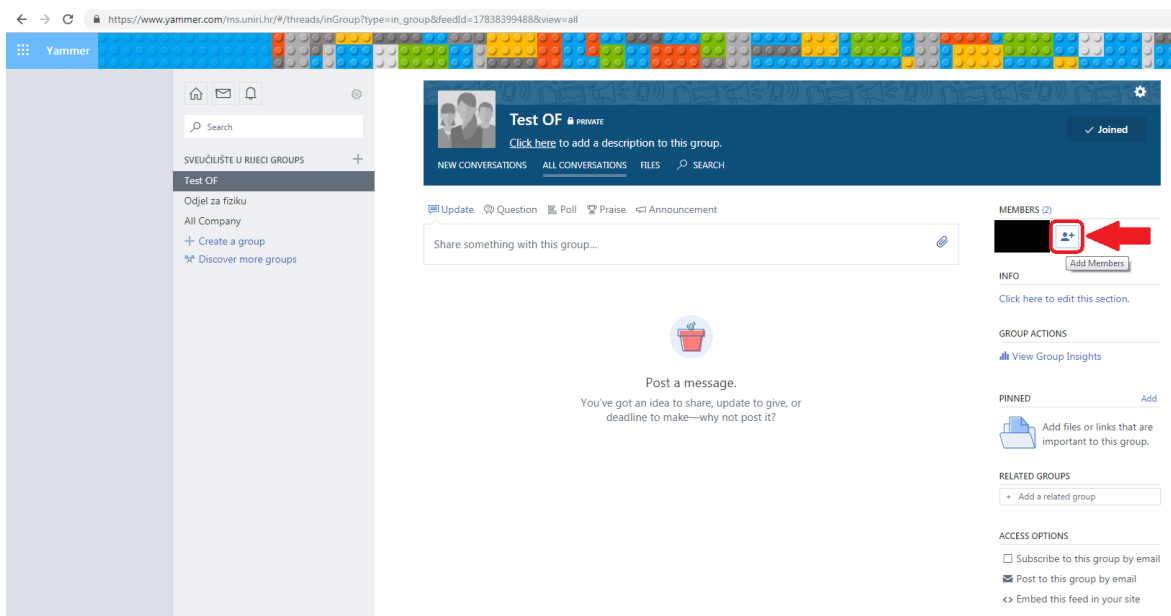 https://www.yammer.com/ms.uniri.hr/#/threads/inGroup?type=in_group&feedId=17838399488&view=all
Yammer
Search
SVEUČILIŠTE U RIJECI GROUPS
Test OF
Odjel za fiziku
All Company
Create a group
Discover more groups
Test OF PRIVATE
Click here to add a description to this group.
Joined
NEW CONVERSATIONS ALL CONVERSATIONS FILES SEARCH
Update Question Poll Praise Announcement
Share something with this group...
Post a message.
You've got an idea to share, update to give, or
deadline to make—why not post it?
MEMBERS (2)
Add Members
INFO
Click here to edit this section.
GROUP ACTIONS
View Group Insights
PINNED Add
Add files or links that are
important to this group.
RELATED GROUPS
+ Add a related group
ACCESS OPTIONS
Subscribe to this group by email
Post to this group by email
Embed this feed in your site